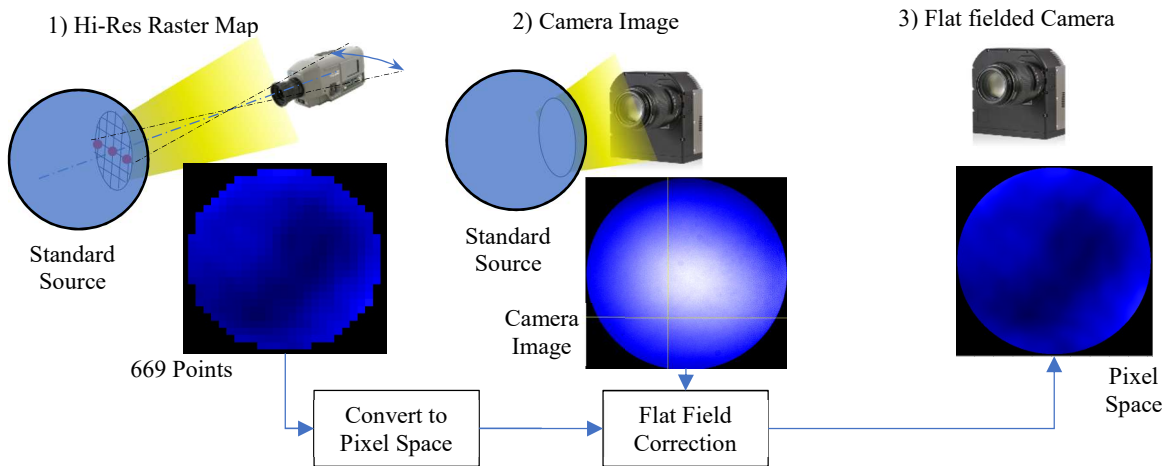 1) Hi-Res Raster Map
2) Camera Image
3) Flat fielded Camera
Standard
Source
669 Points
Standard
Source
Camera
Image
Pixel
Space
Convert to
Pixel Space
Flat Field
Correction